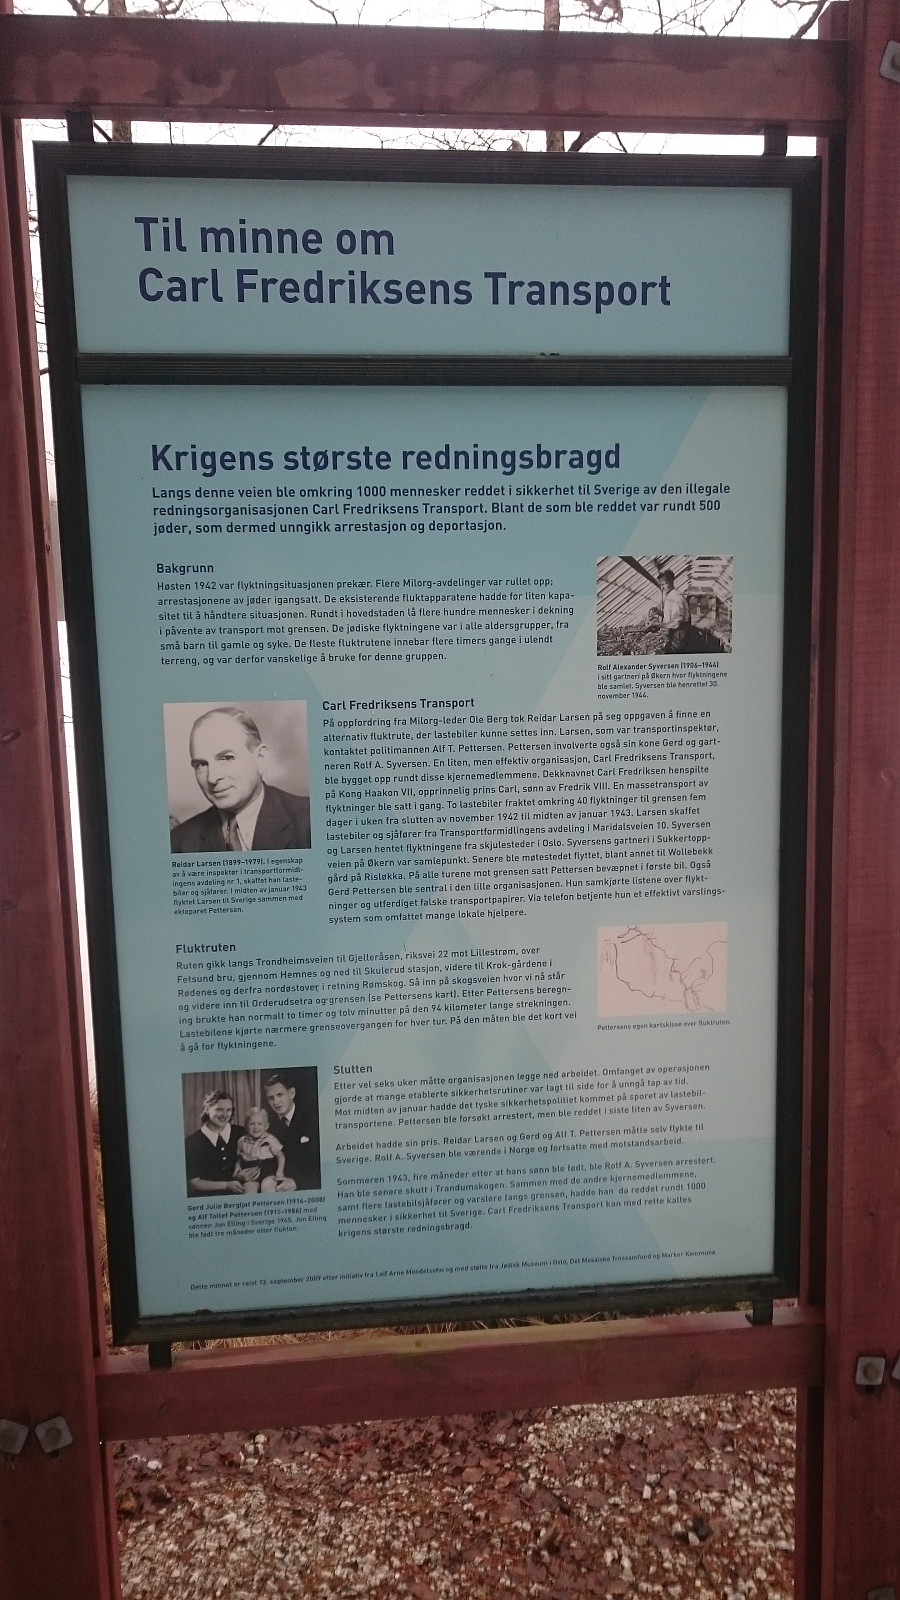 Til minne om
Carl Fredriksens Transport
Krigens største redningsbragd
Langs denne veien ble omkring 1000 mennesker reddet i sikkerhet til Sverige av den illegale
redningsorganisasjonen Carl Fredriksens Transport. Blant de som ble reddet var rundt 500
jøder, som dermed unngikk arrestasjon og deportasjon.
Bakgrunn
Høsten 1942 var flyktningsituasjonen prekær. Flere Milorg-avdelinger var rullet opp;
arrestasjonene av jøder igangsatt. De eksisterende fluktapparatene hadde for liten kapa-
sitet til å håndtere situasjonen. Rundt i hovedstaden lå flere hundre mennesker i dekning
i påvente av transport mot grensen. De jødiske flyktningene var i alle aldersgrupper, fra
små barn til gamle og syke. De fleste fluktrutene innebar flere timers gange i ulendt
terreng, og var derfor vanskelige å bruke for denne gruppen.
Rolf Alexander Syversen (1906–1944)
i sitt gartneri på Økern hvor flyktningene
ble samlet. Syversen ble henrettet 30.
november 1944.
Carl Fredriksens Transport
På oppfordring fra Milorg-leder Ole Berg tok Reidar Larsen på seg oppgaven å finne en
alternativ fluktrute, der lastebiler kunne settes inn. Larsen, som var transportinspektør,
kontaktet politimannen Alf T. Pettersen. Pettersen involverte også sin kone Gerd og gart-
neren Rolf A. Syversen. En liten, men effektiv organisasjon, Carl Fredriksens Transport,
ble bygget opp rundt disse kjernemedlemmene. Dekknavnet Carl Fredriksen henspilte
på Kong Haakon VII, opprinnelig prins Carl, sønn av Fredrik VIII. En massetransport av
flyktninger ble satt i gang. To lastebiler fraktet omkring 40 flyktninger til grensen fem
dager i uken fra slutten av november 1942 til midten av januar 1943. Larsen skaffet
lastebiler og sjåfører fra Transportformidlingens avdeling i Maridalsveien 10. Syversen
og Larsen hentet flyktningene fra skjulesteder i Oslo. Syversens gartneri i Sukkertopp-
veien på Økern var samlepunkt. Senere ble møtestedet flyttet, blant annet til Wollebekk
gård på Risløkka. På alle turene mot grensen satt Pettersen bevæpnet i første bil. Også
Gerd Pettersen ble sentral i den lille organisasjonen. Hun samkjørte listene over flykt-
ninger og utferdiget falske transportpapirer. Via telefon betjente hun et effektivt varslings-
system som omfattet mange lokale hjelpere.
Reidar Larsen (1899–1979). I egenskap
av å være inspektør i transportformidl-
ingens avdeling nr 1, skaffet han laste-
biler og sjåfører. I midten av januar 1943
flyktet Larsen til Sverige sammen med
ekteparet Pettersen.
Fluktruten
Ruten gikk langs Trondheimsveien til Gjelleråsen, riksvei 22 mot Lillestrøm, over
Fetsund bru, gjennom Hemnes og ned til Skulerud stasjon, videre til Krok-gårdene i
Rødenes og derfra nordøstover i retning Rømskog. Så inn på skogsveien hvor vi nå står
og videre inn til Orderudsetra og grensen (se Pettersens kart). Etter Pettersens beregn-
ing brukte han normalt to timer og tolv minutter på den 94 kilometer lange strekningen.
Lastebilene kjørte nærmere grenseovergangen for hver tur. På den måten ble det kort vei
å gå for flyktningene.
Pettersens egen kartskisse over fluktruten.
Slutten
Etter vel seks uker måtte organisasjonen legge ned arbeidet. Omfanget av operasjonen
gjorde at mange etablerte sikkerhetsrutiner var lagt til side for å unngå tap av tid.
Mot midten av januar hadde det tyske sikkerhetspolitiet kommet på sporet av lastebil-
transportene. Pettersen ble forsøkt arrestert, men ble reddet i siste liten av Syversen.
Arbeidet hadde sin pris. Reidar Larsen og Gerd og Alf T. Pettersen måtte selv flykte til
Sverige. Rolf A. Syversen ble værende i Norge og fortsatte med motstandsarbeid.
Sommeren 1943, fire måneder etter at hans sønn ble født, ble Rolf A. Syversen arrestert.
Han ble senere skutt i Trandumskogen. Sammen med de andre kjernemedlemmene,
samt flere lastebilsjåfører og varslere langs grensen, hadde han da reddet rundt 1000
mennesker i sikkerhet til Sverige. Carl Fredriksens Transport kan med rette kalles
krigens største redningsbragd.
Gerd Julie Bergljot Pettersen (1914–2008)
og Alf Tollef Pettersen (1911–1986) med
sønnen Jon Elling i Sverige 1945. Jon Elling
ble født tre måneder etter flukten.
Dette minnet er reist 13. september 2009 etter initiativ fra Leif Arne Mendelsohn og med støtte fra Jødisk Museum i Oslo, Det Mosaiske Trossamfund og Marker Kommune